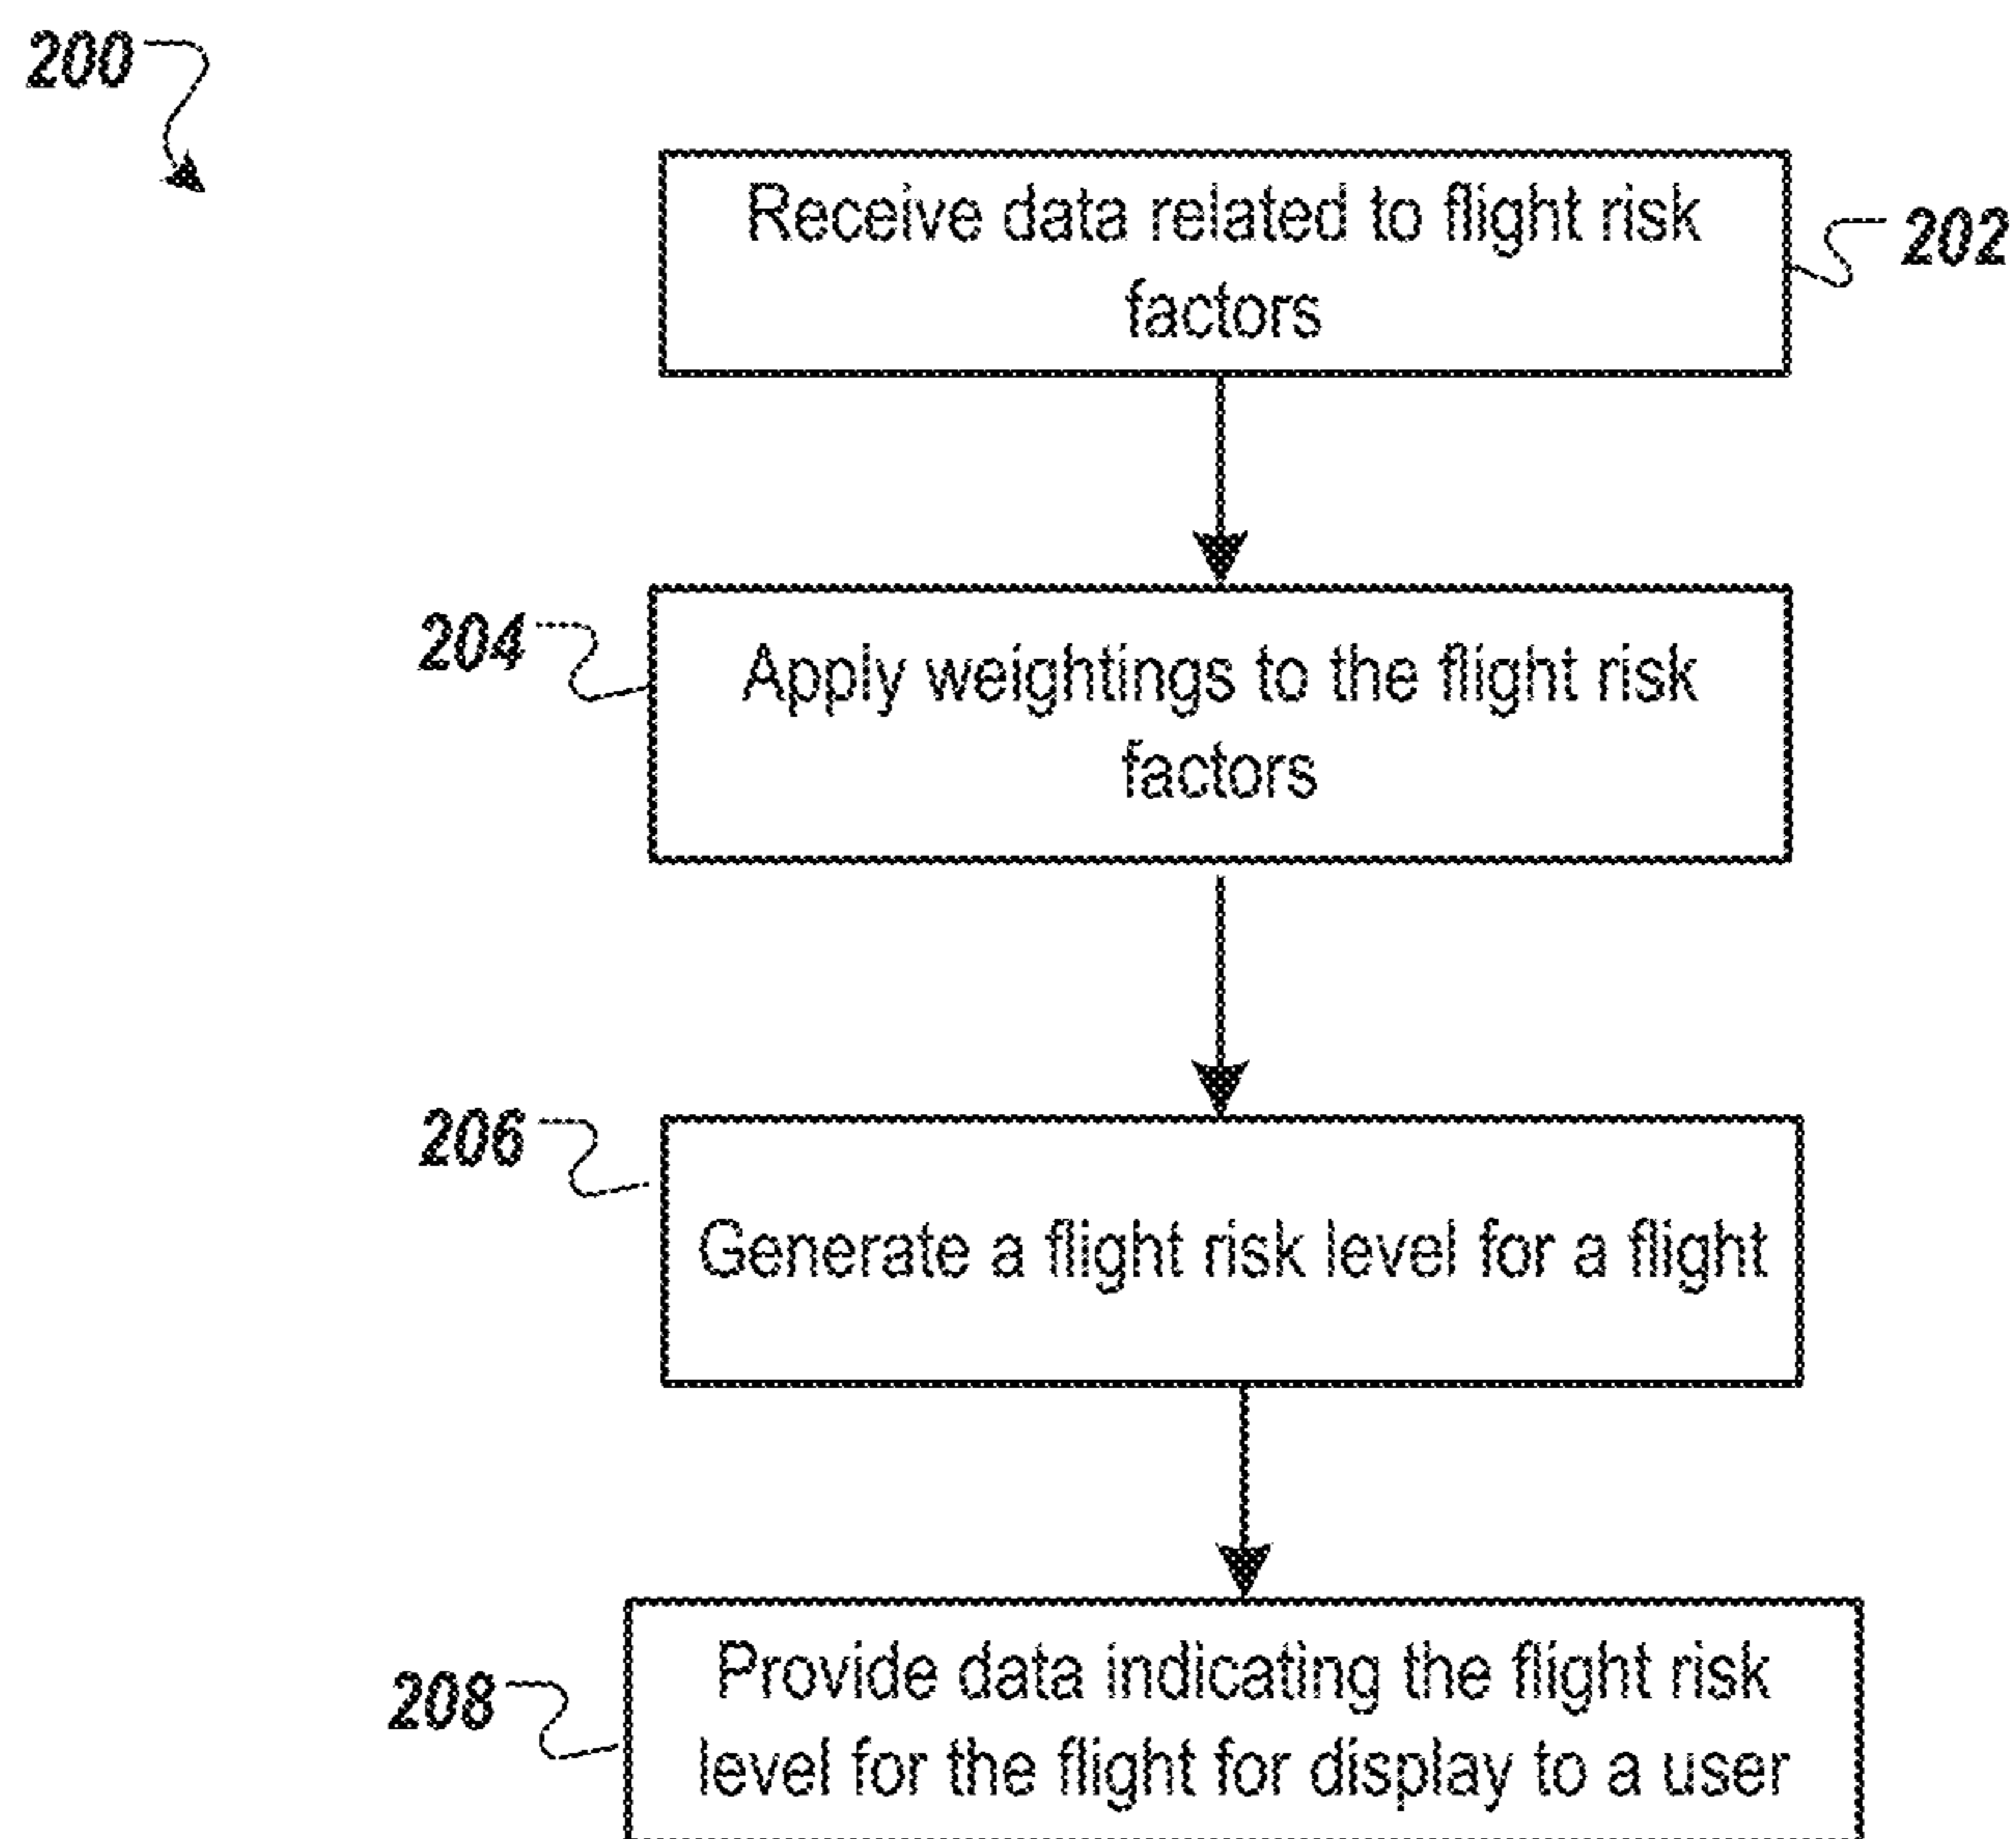 200
Receive data related to flight risk
factors
202
204
Apply weightings to the flight risk
factors
206
Generate a flight risk level for a flight
208
Provide data indicating the flight risk
level for the flight for display to a user